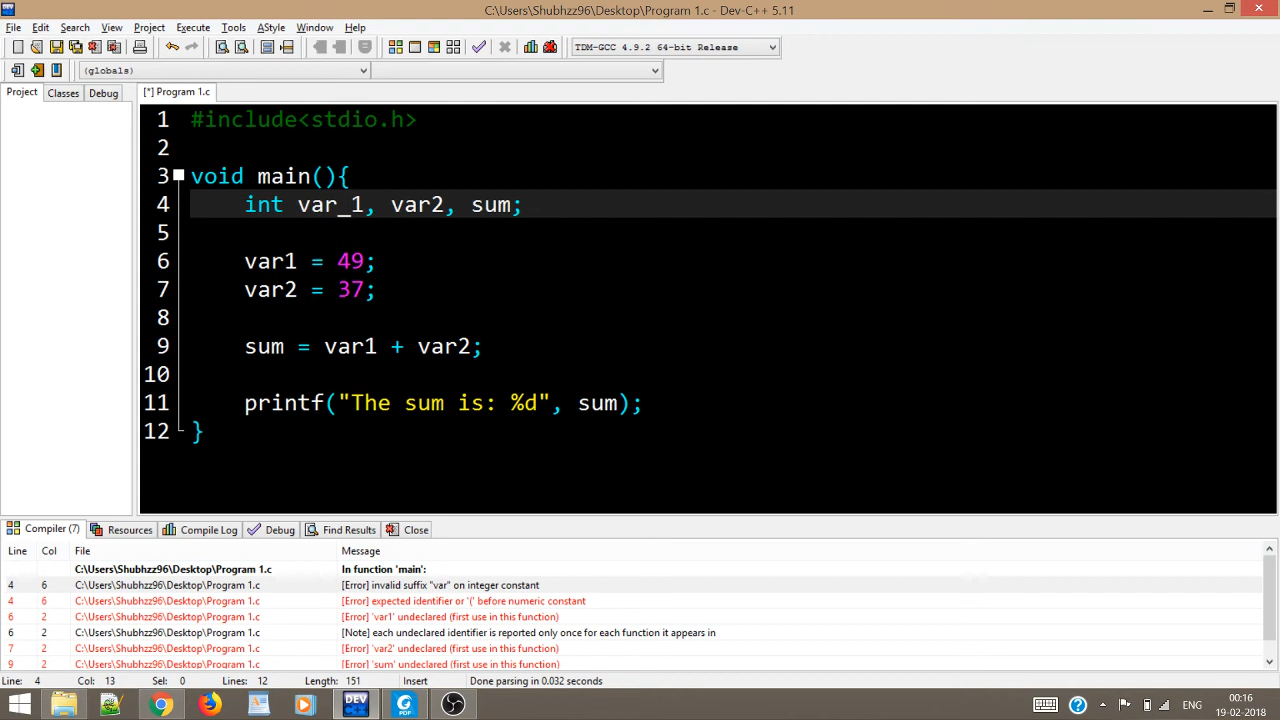 C:\Users\Shubhzz96\Desktop\Program 1.c - Dev-C++ 5.11
File Edit Search View Project Execute Tools AStyle Window Help
TDM-GCC 4.9.2 64-bit Release
(globals)
Project Classes Debug [*] Program 1.c
1 #include<stdio.h>
2
3 void main(){
4 int var_1, var2, sum;
5
6 var1 = 49;
7 var2 = 37;
8
9 sum = var1 + var2;
10
11 printf("The sum is: %d", sum);
12 }
Compiler (7) Resources Compile Log Debug Find Results Close
Line Col File Message
C:\Users\Shubhzz96\Desktop\Program 1.c In function 'main':
4 6 C:\Users\Shubhzz96\Desktop\Program 1.c [Error] invalid suffix "var" on integer constant
4 6 C:\Users\Shubhzz96\Desktop\Program 1.c [Error] expected identifier or '(' before numeric constant
6 2 C:\Users\Shubhzz96\Desktop\Program 1.c [Error] 'var1' undeclared (first use in this function)
6 2 C:\Users\Shubhzz96\Desktop\Program 1.c [Note] each undeclared identifier is reported only once for each function it appears in
7 2 C:\Users\Shubhzz96\Desktop\Program 1.c [Error] 'var2' undeclared (first use in this function)
9 2 C:\Users\Shubhzz96\Desktop\Program 1.c [Error] 'sum' undeclared (first use in this function)
Line: 4 Col: 13 Sel: 0 Lines: 12 Length: 151 Insert Done parsing in 0.032 seconds
DEV PDF ENG 00:16
19-02-2018